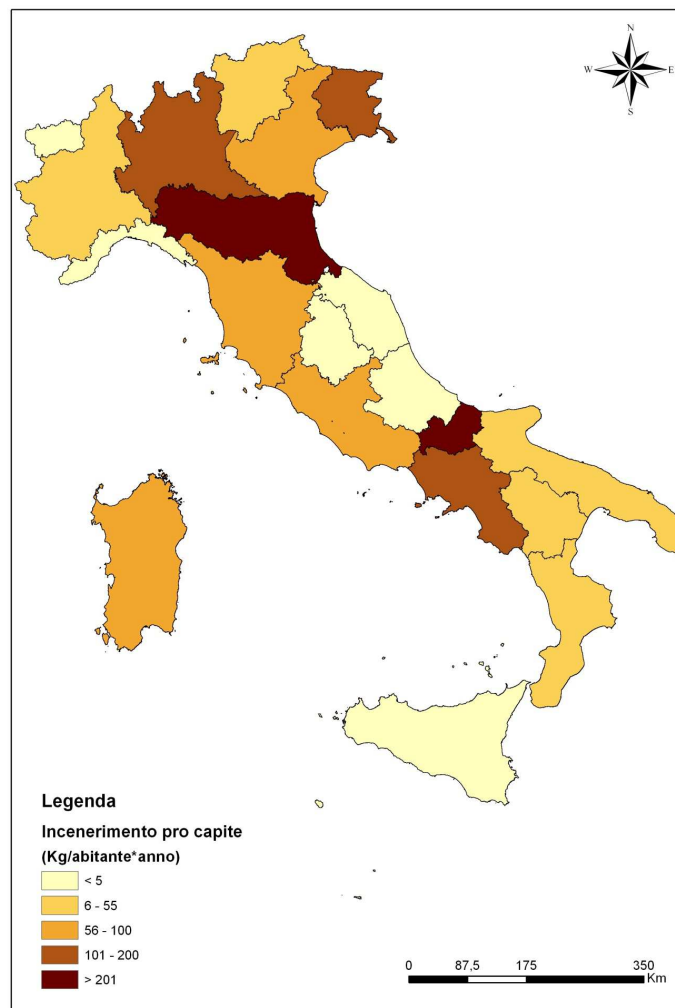 N
W E
S
Legenda
Incenerimento pro capite
(Kg/abitante*anno)
< 5
6 - 55
56 - 100
101 - 200
> 201
0 87,5 175 350
Km